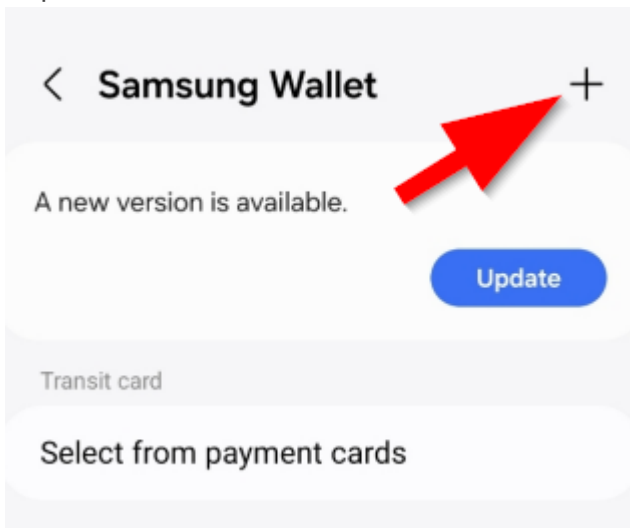 Samsung Wallet
A new version is available.
Update
Transit card
Select from payment cards